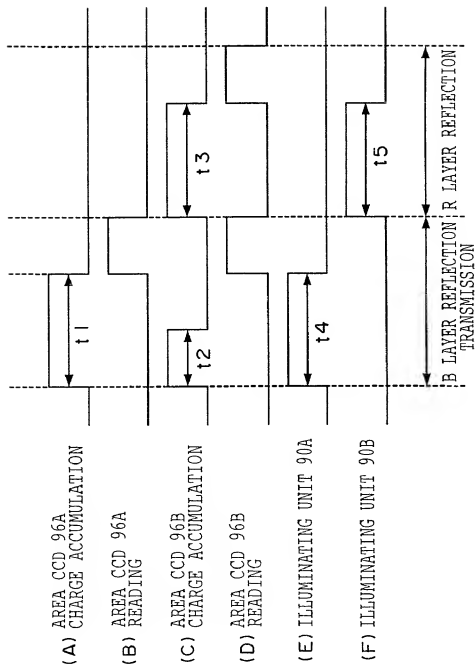 (A) AREA CCD 96A
CHARGE ACCUMULATION
t1
(B) AREA CCD 96A
READING
(C) AREA CCD 96B
CHARGE ACCUMULATION
t2
t3
(D) AREA CCD 96B
READING
(E) ILLUMINATING UNIT 90A
t4
(F) ILLUMINATING UNIT 90B
t5
B LAYER REFLECTION
TRANSMISSION
R LAYER REFLECTION